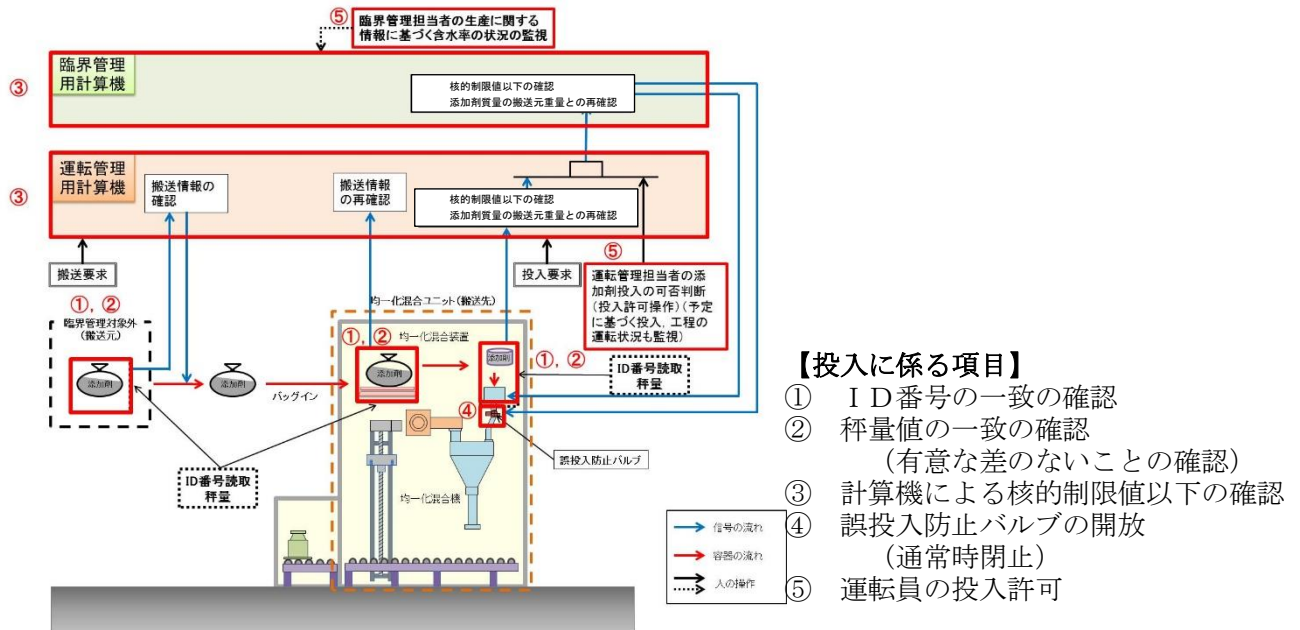 ⑤
臨界管理担当者の生産に関する
情報に基づく含水率の状況の監視
臨界管理
用計算機
③
核的制限値以下の確認
添加剤質量の搬送元重量との再確認
運転管理
用計算機
③
搬送情報の
確認
搬送情報
の再確認
核的制限値以下の確認
添加剤質量の搬送元重量との再確認
搬送要求
投入要求
⑤
運転管理担当者の添
加剤投入の可否判断
(投入許可操作)(予定
に基づく投入、工程の
運転状況も監視)
①, ②
臨界管理対象外
(搬送元)
添加剤
添加剤
バッグイン
ID番号読取
秤量
均一化混合ユニット(搬送先)
①, ②
均一化混合装置
添加剤
添加剤
①, ②
ID番号読取
秤量
④
誤投入防止バルブ
均一化混合機
信号の流れ
容器の流れ
人の操作
【投入に係る項目】
① ID番号の一致の確認
② 秤量値の一致の確認
(有意な差のないことの確認)
③ 計算機による核的制限値以下の確認
④ 誤投入防止バルブの開放
(通常時閉止)
⑤ 運転員の投入許可